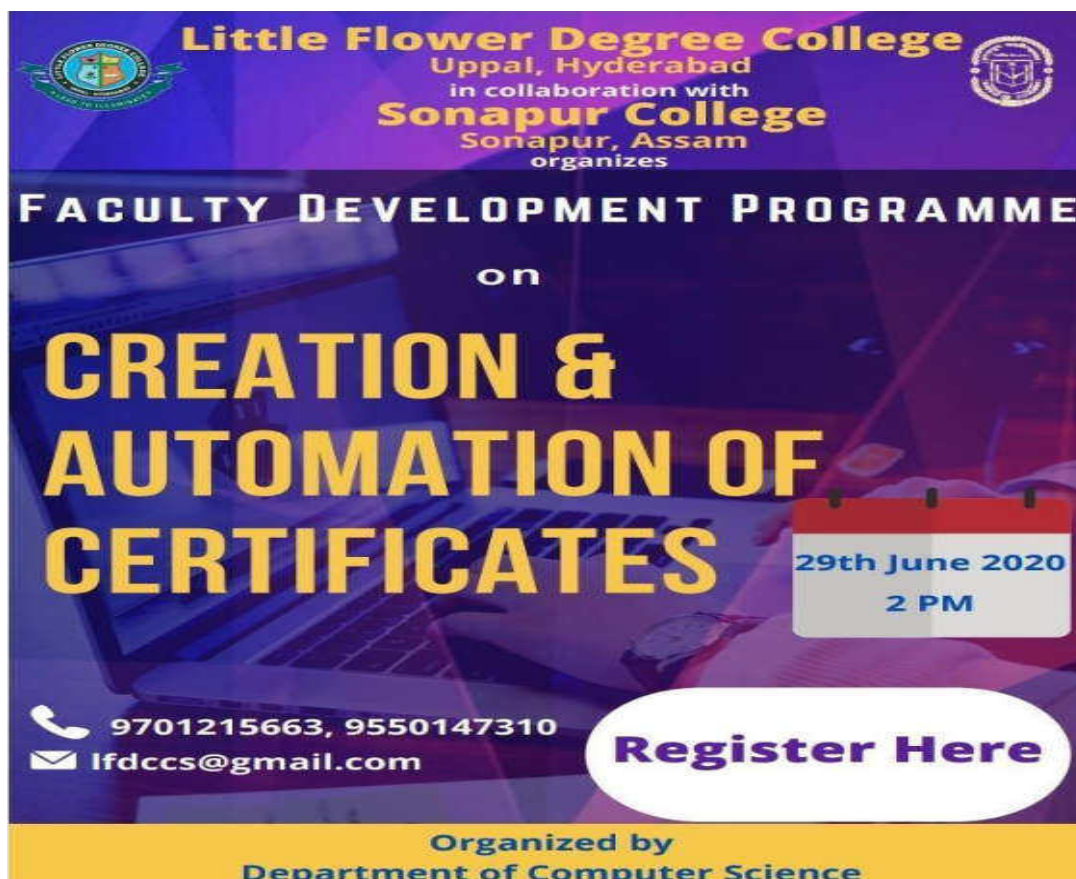 Little Flower Degree College
Uppal, Hyderabad
in collaboration with
Sonapur College
Sonapur, Assam
organizes
FACULTY DEVELOPMENT PROGRAMME
on
CREATION &
AUTOMATION OF
CERTIFICATES
29th June 2020
2 PM
9701215663, 9550147310
lfdccs@gmail.com
Register Here
Organized by
Department of Computer Science